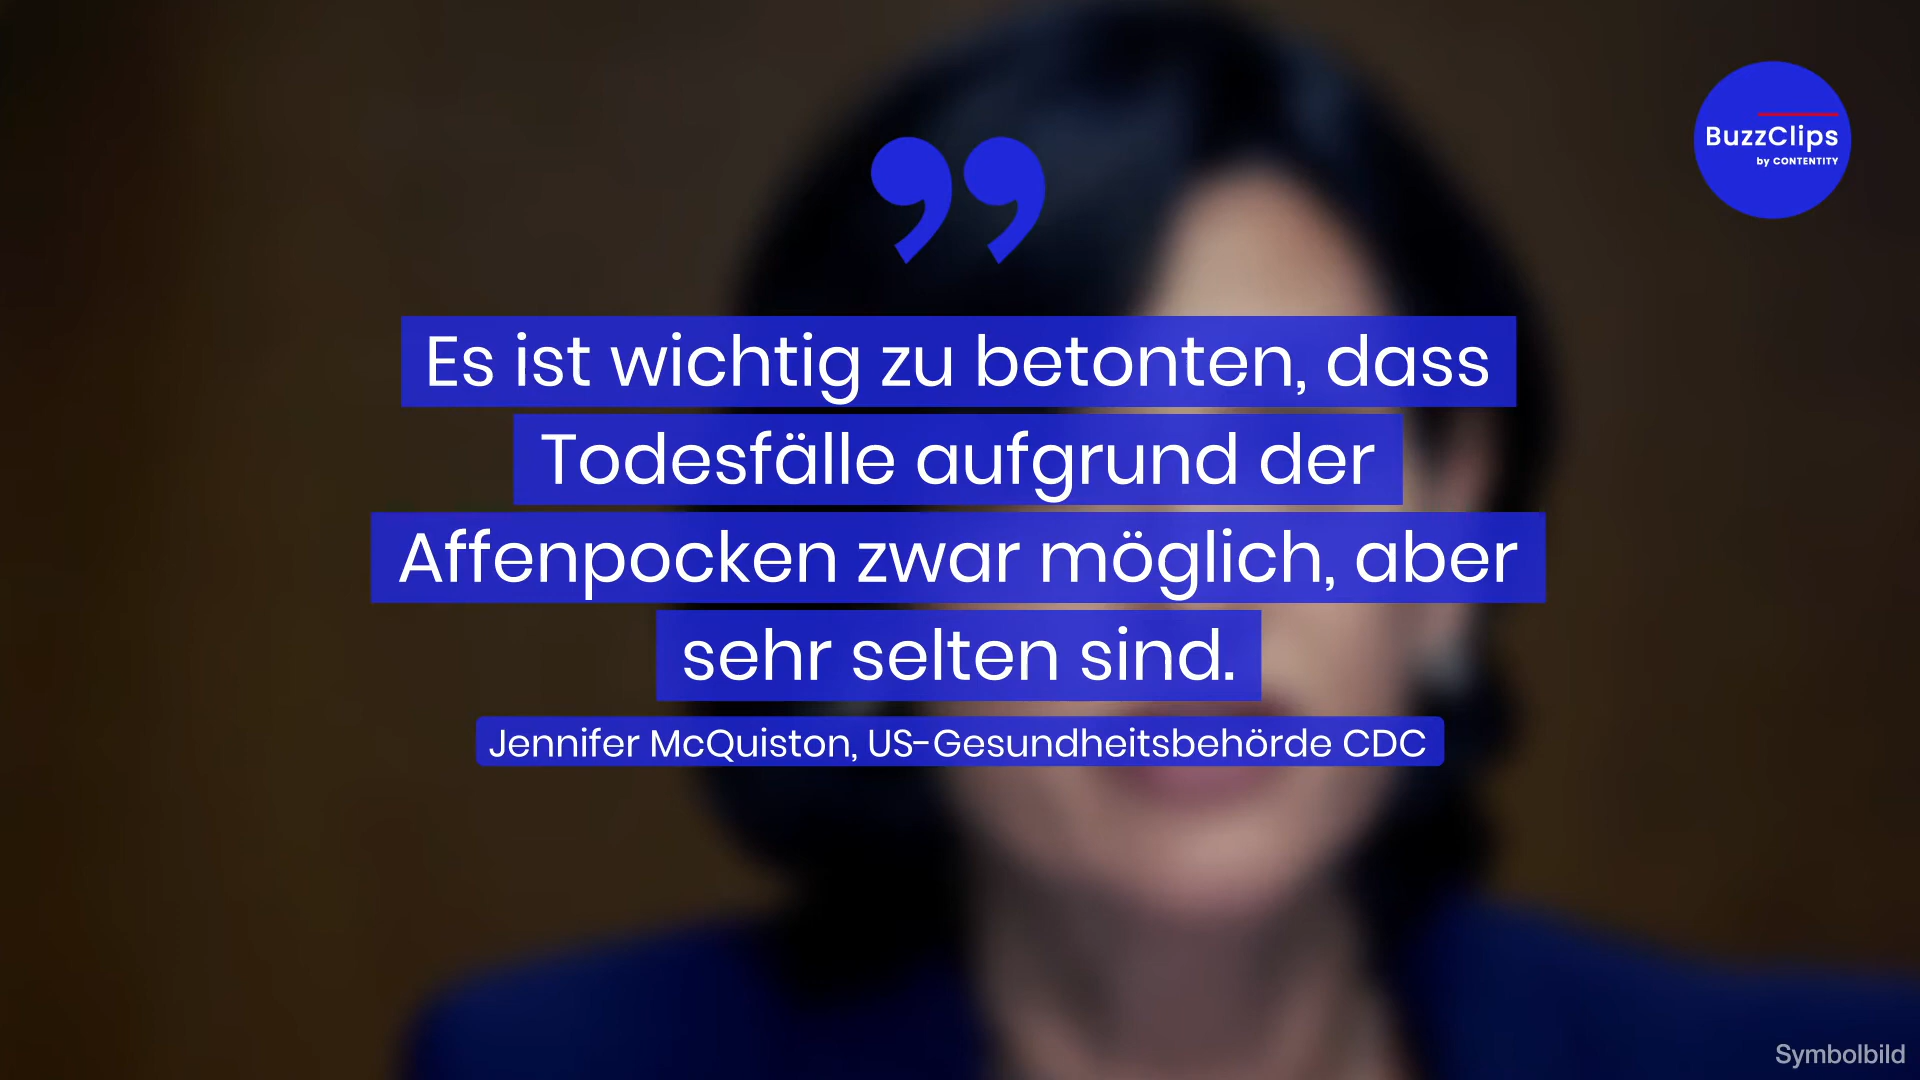 BuzzClips
by CONTENTITY
”
Es ist wichtig zu betonten, dass
Todesfälle aufgrund der
Affenpocken zwar möglich, aber
sehr selten sind.
Jennifer McQuiston, US-Gesundheitsbehörde CDC
Symbolbild